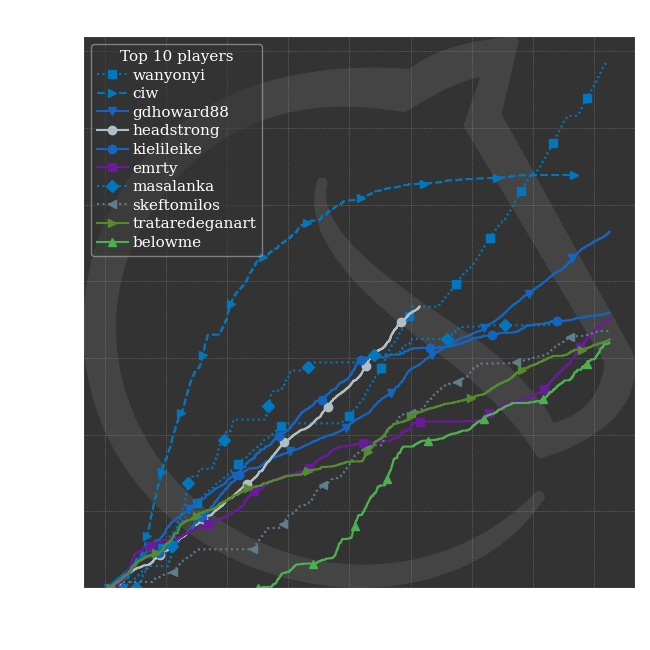 Top 10 players
wanyonyi
ciw
gdhoward88
headstrong
kielileike
emrty
masalanka
skeftomilos
trataredeganart
belowme